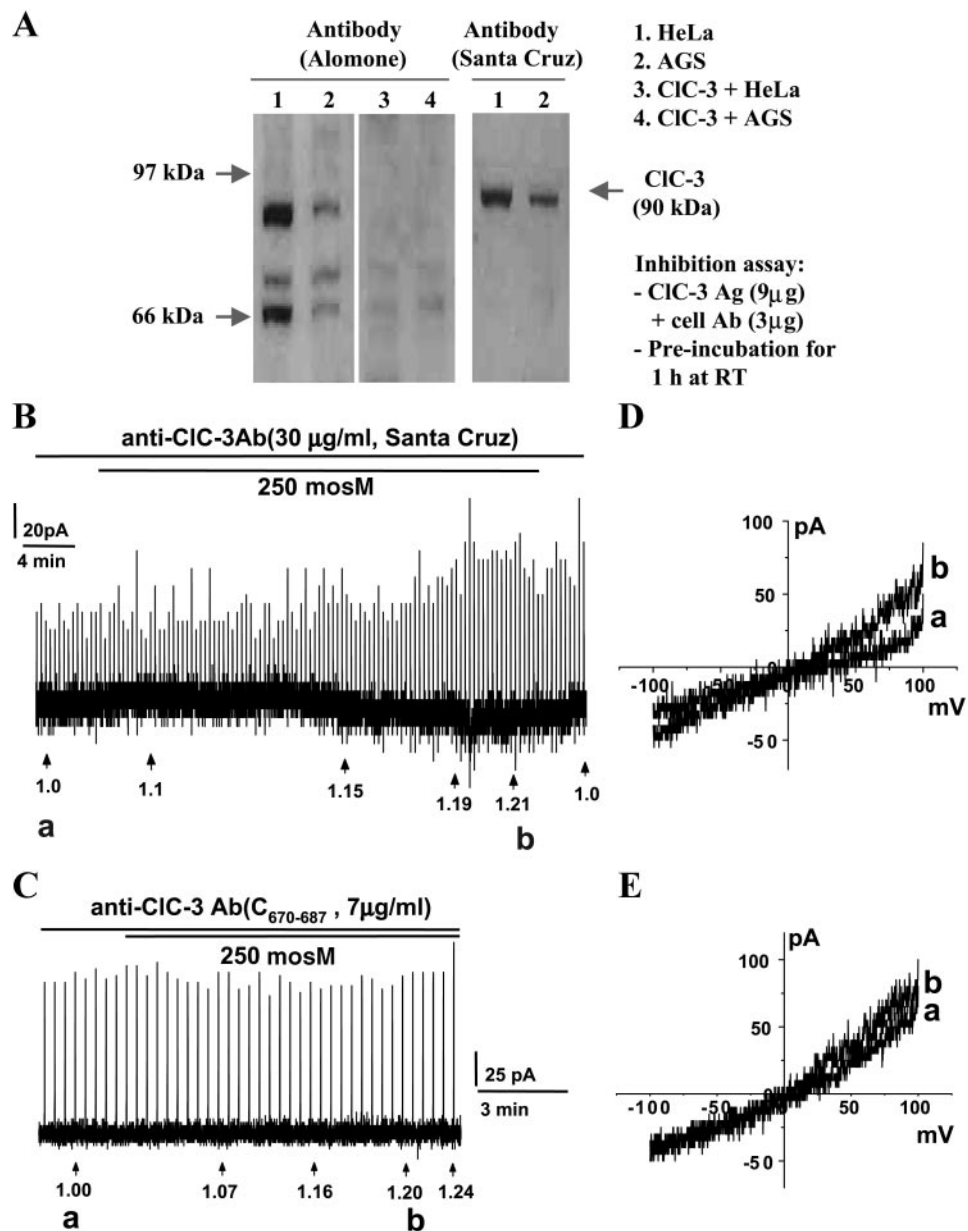 A
Antibody
(Alomone)
Antibody
(Santa Cruz)
1 2 3 4 1 2
1. HeLa
2. AGS
3. ClC-3 + HeLa
4. ClC-3 + AGS
97 kDa
66 kDa
ClC-3
(90 kDa)
Inhibition assay:
- ClC-3 Ag (9μg)
+ cell Ab (3μg)
- Pre-incubation for
1 h at RT
B
anti-ClC-3Ab(30 μg/ml, Santa Cruz)
250 mosM
20pA
4 min
1.0 1.1 1.15 1.19 1.21 1.0
a b
D
pA
100
50
0
-50
-100 -50 50 100
mV
b
a
C
anti-ClC-3 Ab(C670-687 , 7μg/ml)
250 mosM
25 pA
3 min
1.00 1.07 1.16 1.20 1.24
a b
E
pA
100
50
0
-50
-100 -50 50 100
mV
b
a